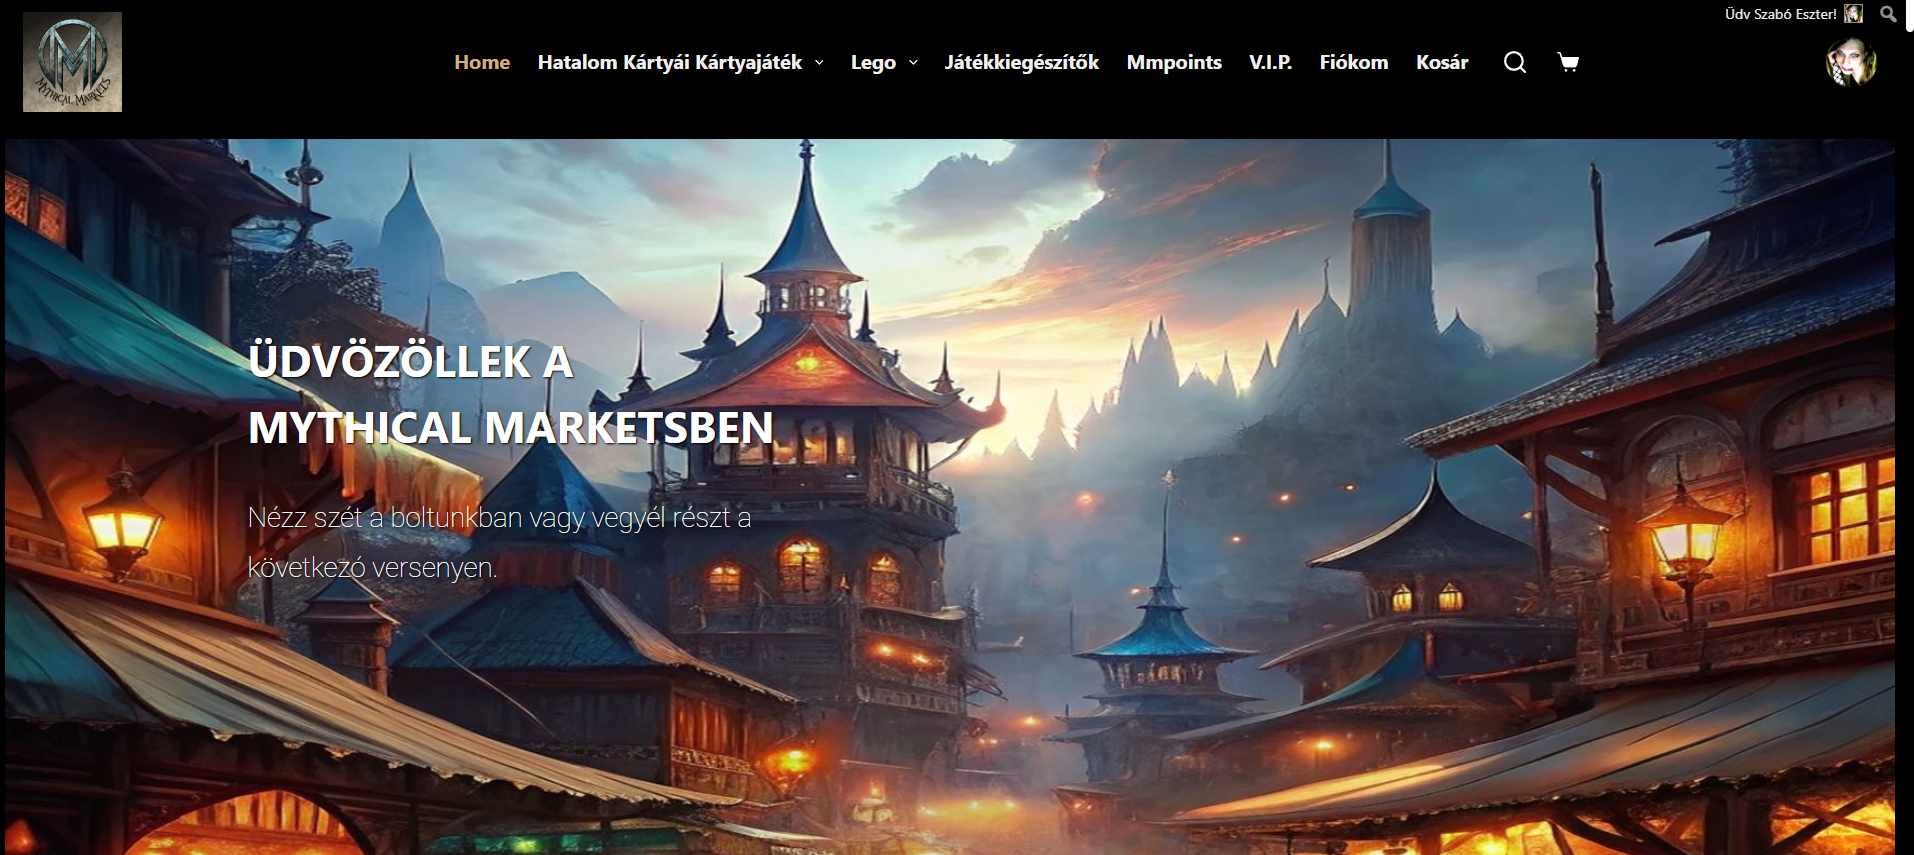 Üdv Szabó Eszter!
MYTHICAL MARKETS
Home Hatalom Kártyái Kártyajáték Lego Játékkiegészítők Mmpoints V.I.P. Fiókom Kosár
ÜDVÖZÖLLEK A
MYTHICAL MARKETSBEN
Nézz szét a boltunkban vagy vegyél részt a
következó versenyen.